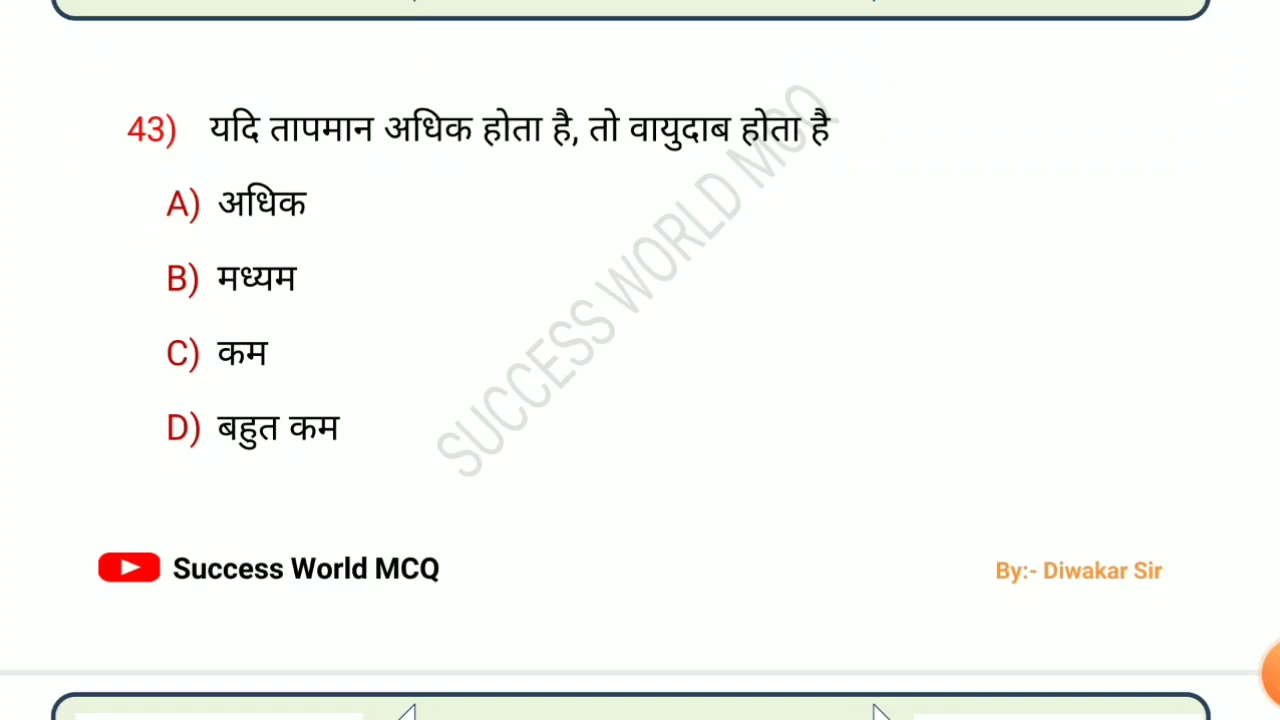 43) यदि तापमान अधिक होता है, तो वायुदाब होता है
A) अधिक
B) मध्यम
C) कम
D) बहुत कम
SUCCESS WORLD MCQ
Success World MCQ
By:- Diwakar Sir